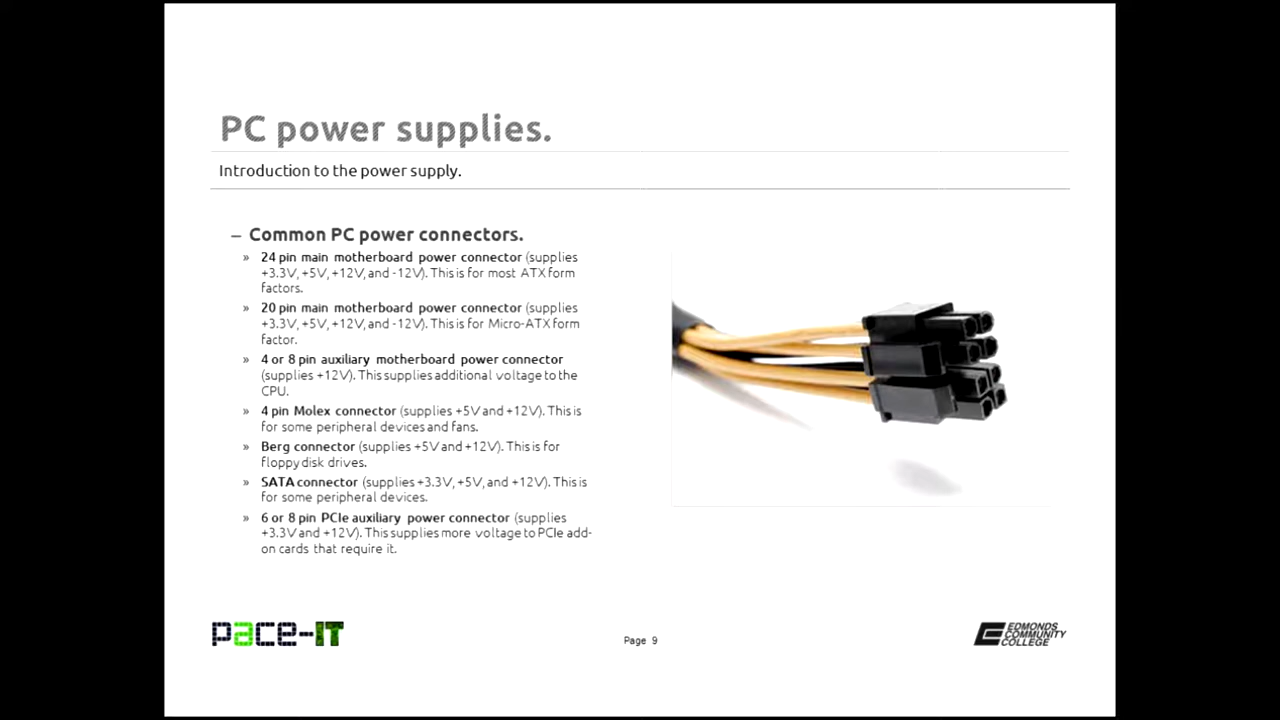 PC power supplies.
Introduction to the power supply.
– Common PC power connectors.
» 24 pin main motherboard power connector (supplies
+3.3V, +5V, +12V, and -12V). This is for most ATX form
factors.
» 20 pin main motherboard power connector (supplies
+3.3V, +5V, +12V, and -12V). This is for Micro-ATX form
factor.
» 4 or 8 pin auxiliary motherboard power connector
(supplies +12V). This supplies additional voltage to the
CPU.
» 4 pin Molex connector (supplies +5V and +12V). This is
for some peripheral devices and fans.
» Berg connector (supplies +5V and +12V). This is for
floppy disk drives.
» SATA connector (supplies +3.3V, +5V, and +12V). This is
for some peripheral devices.
» 6 or 8 pin PCIe auxiliary power connector (supplies
+3.3V and +12V). This supplies more voltage to PCIe add-
on cards that require it.
pace-IT
Page 9
EDMONDS
COMMUNITY
COLLEGE